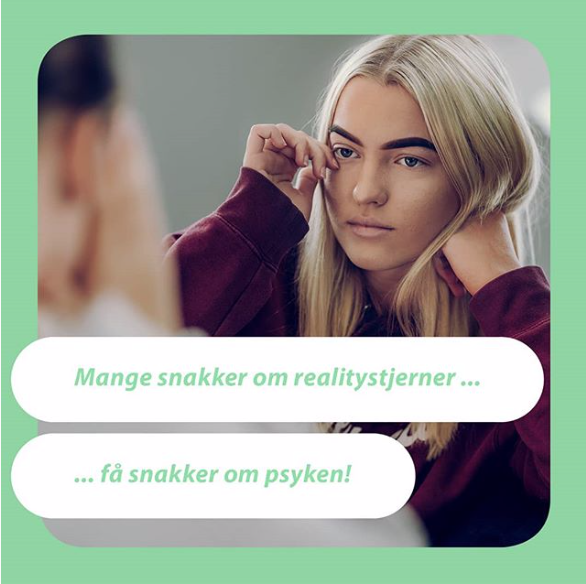 Mange snakker om realitystjerner ...
... få snakker om psyken!